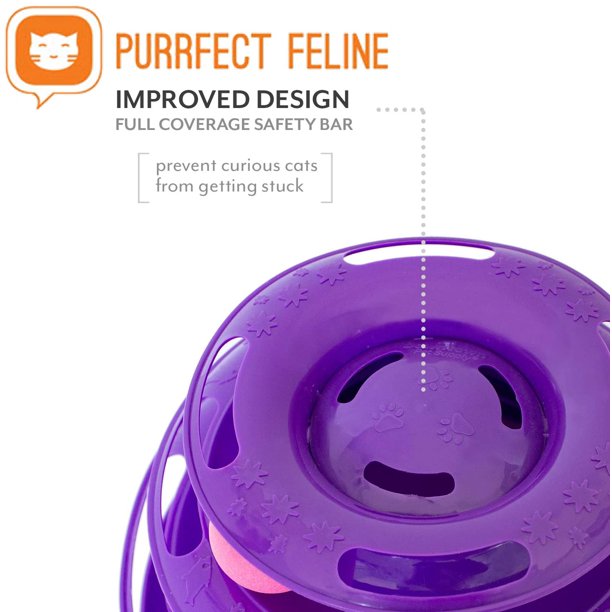 PURRFECT FELINE
IMPROVED DESIGN
FULL COVERAGE SAFETY BAR
prevent curious cats
from getting stuck